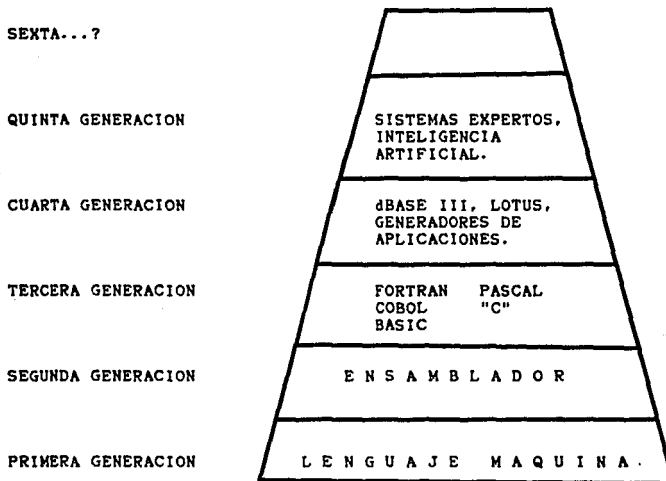 SEXTA...?
QUINTA GENERACION
SISTEMAS EXPERTOS,
INTELIGENCIA
ARTIFICIAL.
CUARTA GENERACION
dBASE III, LOTUS,
GENERADORES DE
APLICACIONES.
TERCERA GENERACION
FORTRAN PASCAL
COBOL "C"
BASIC
SEGUNDA GENERACION
E N S A M B L A D O R
PRIMERA GENERACION
L E N G U A J E M A Q U I N A.